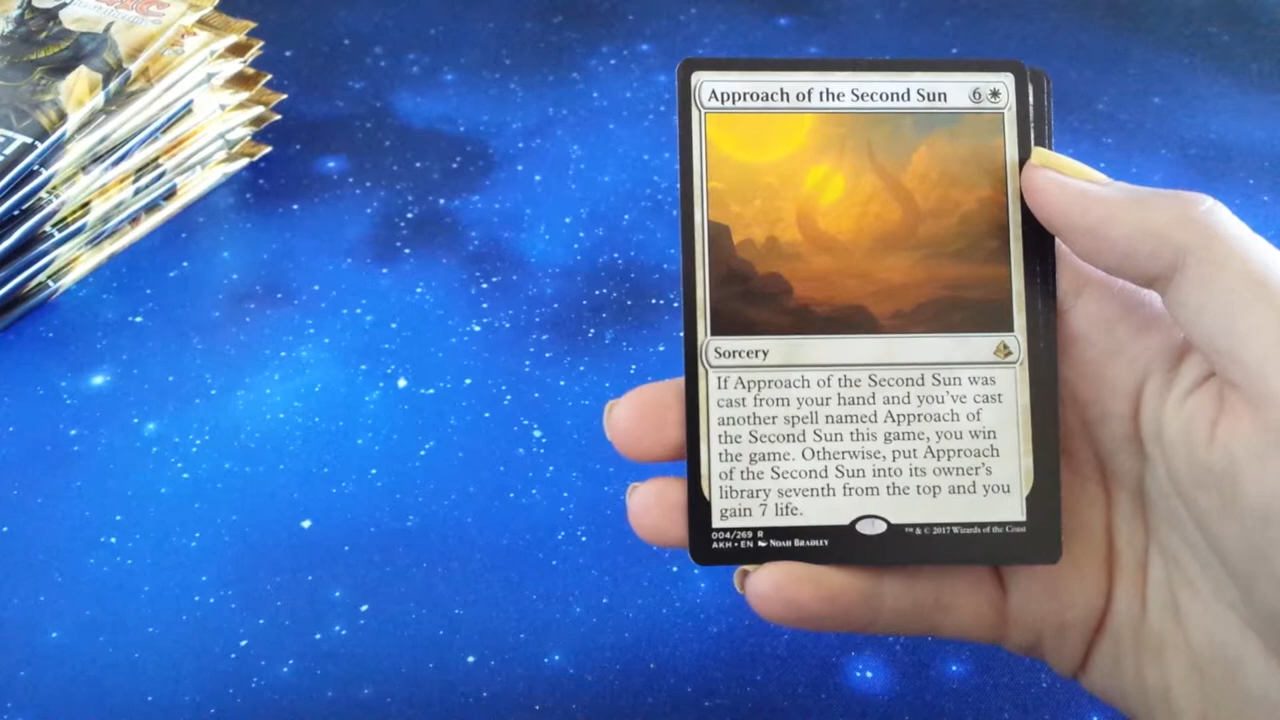 Approach of the Second Sun 6
Sorcery
If Approach of the Second Sun was
cast from your hand and you've cast
another spell named Approach of
the Second Sun this game, you win
the game. Otherwise, put Approach
of the Second Sun into its owner's
library seventh from the top and you
gain 7 life.
004/269 R
AKH • EN NOAH BRADLEY
™ & © 2017 Wizards of the Coast